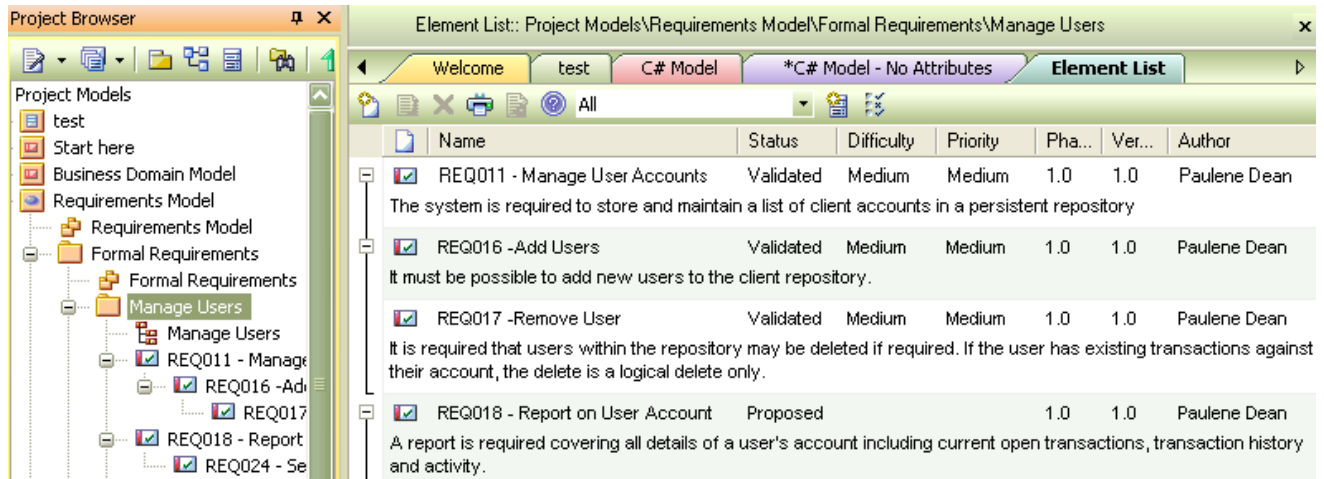 Project Browser
Project Models
test
Start here
Business Domain Model
Requirements Model
Requirements Model
Formal Requirements
Formal Requirements
Manage Users
Manage Users
REQ011 - Manage
REQ016 -Ad
REQ017
REQ018 - Report
REQ024 - Se
Element List:: Project Models\Requirements Model\Formal Requirements\Manage Users
Welcome test C# Model *C# Model - No Attributes Element List
All
Name Status Difficulty Priority Pha... Ver... Author
REQ011 - Manage User Accounts Validated Medium Medium 1.0 1.0 Paulene Dean
The system is required to store and maintain a list of client accounts in a persistent repository
REQ016 -Add Users Validated Medium Medium 1.0 1.0 Paulene Dean
It must be possible to add new users to the client repository.
REQ017 -Remove User Validated Medium Medium 1.0 1.0 Paulene Dean
It is required that users within the repository may be deleted if required. If the user has existing transactions against
their account, the delete is a logical delete only.
REQ018 - Report on User Account Proposed 1.0 1.0 Paulene Dean
A report is required covering all details of a user's account including current open transactions, transaction history
and activity.